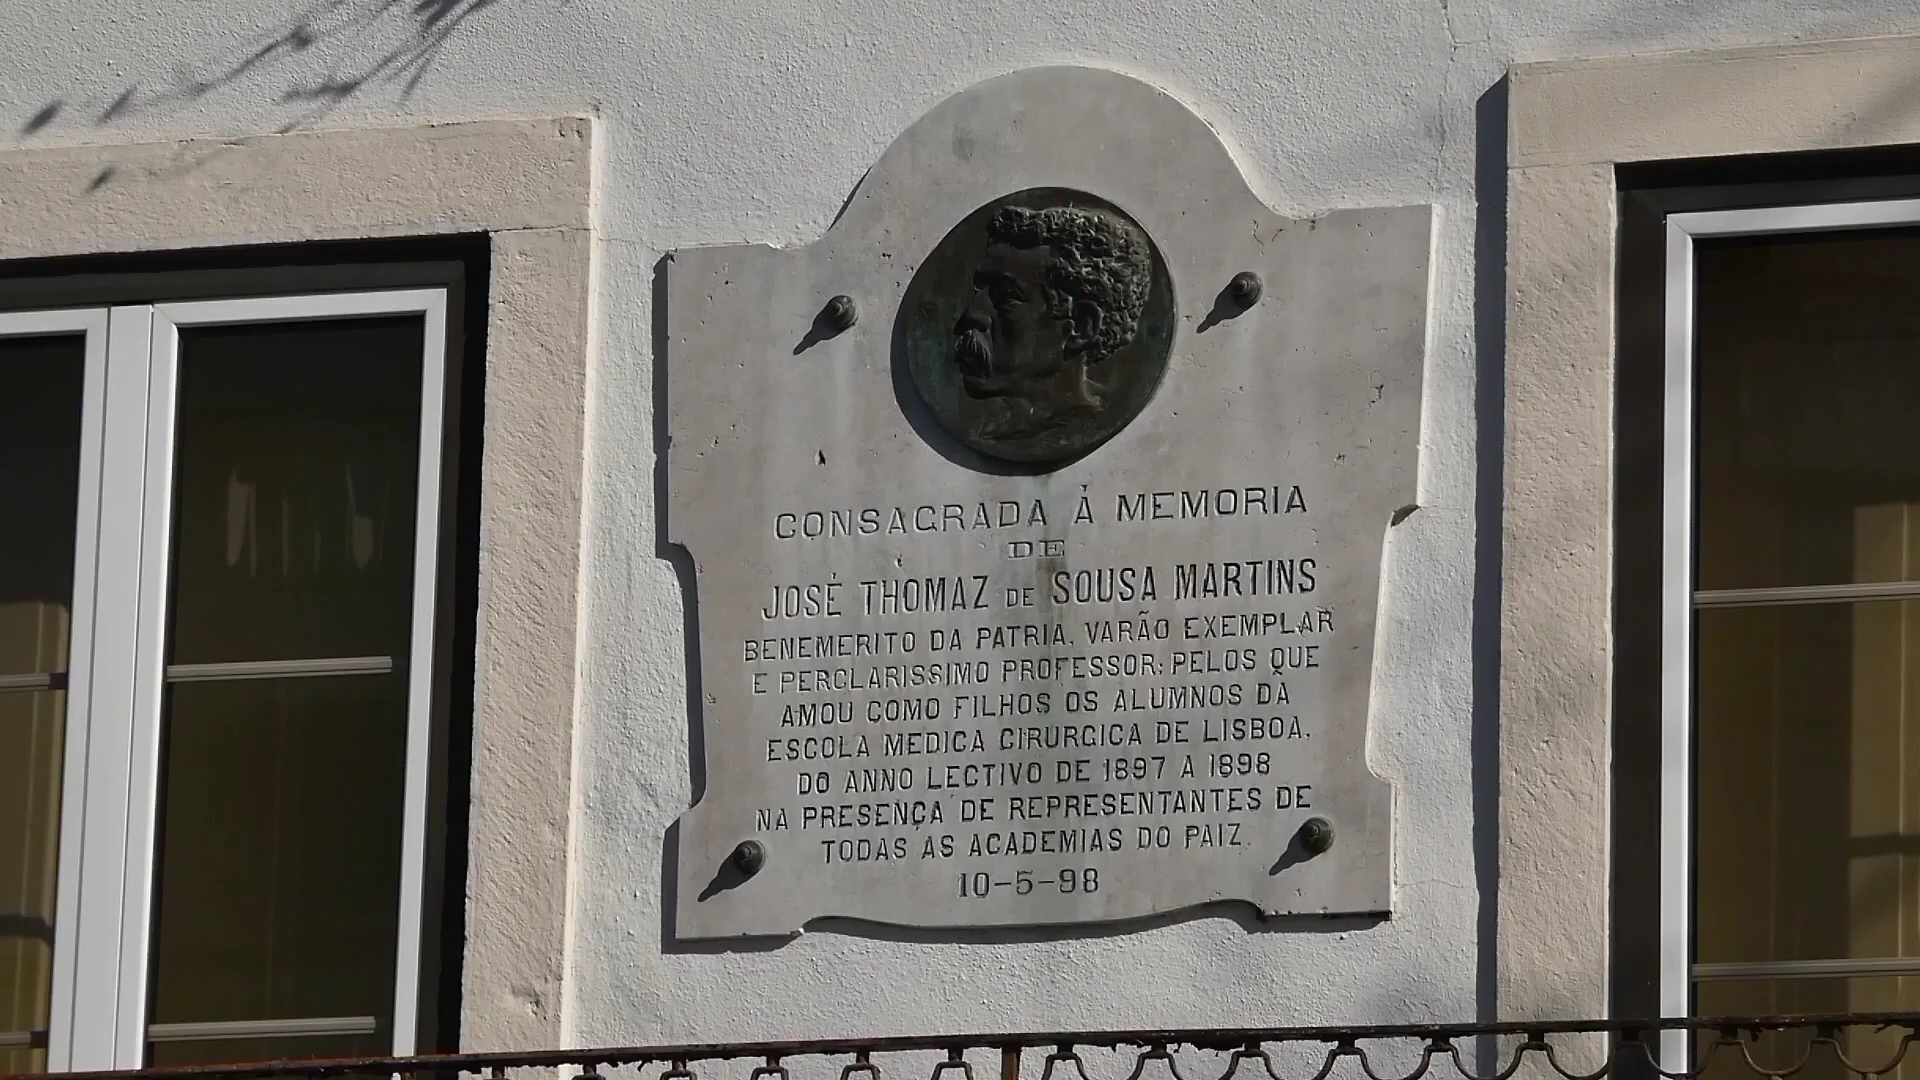 CONSAGRADA Á MEMORIA
DE
JOSÉ THOMAZ DE SOUSA MARTINS
BENEMERITO DA PATRIA, VARÃO EXEMPLAR
E PERCLARISSIMO PROFESSOR; PELOS QUE
AMOU COMO FILHOS OS ALUMNOS DA
ESCOLA MEDICA CIRURGICA DE LISBOA,
DO ANNO LECTIVO DE 1897 A 1898
NA PRESENÇA DE REPRESENTANTES DE
TODAS AS ACADEMIAS DO PAIZ.
10-5-98